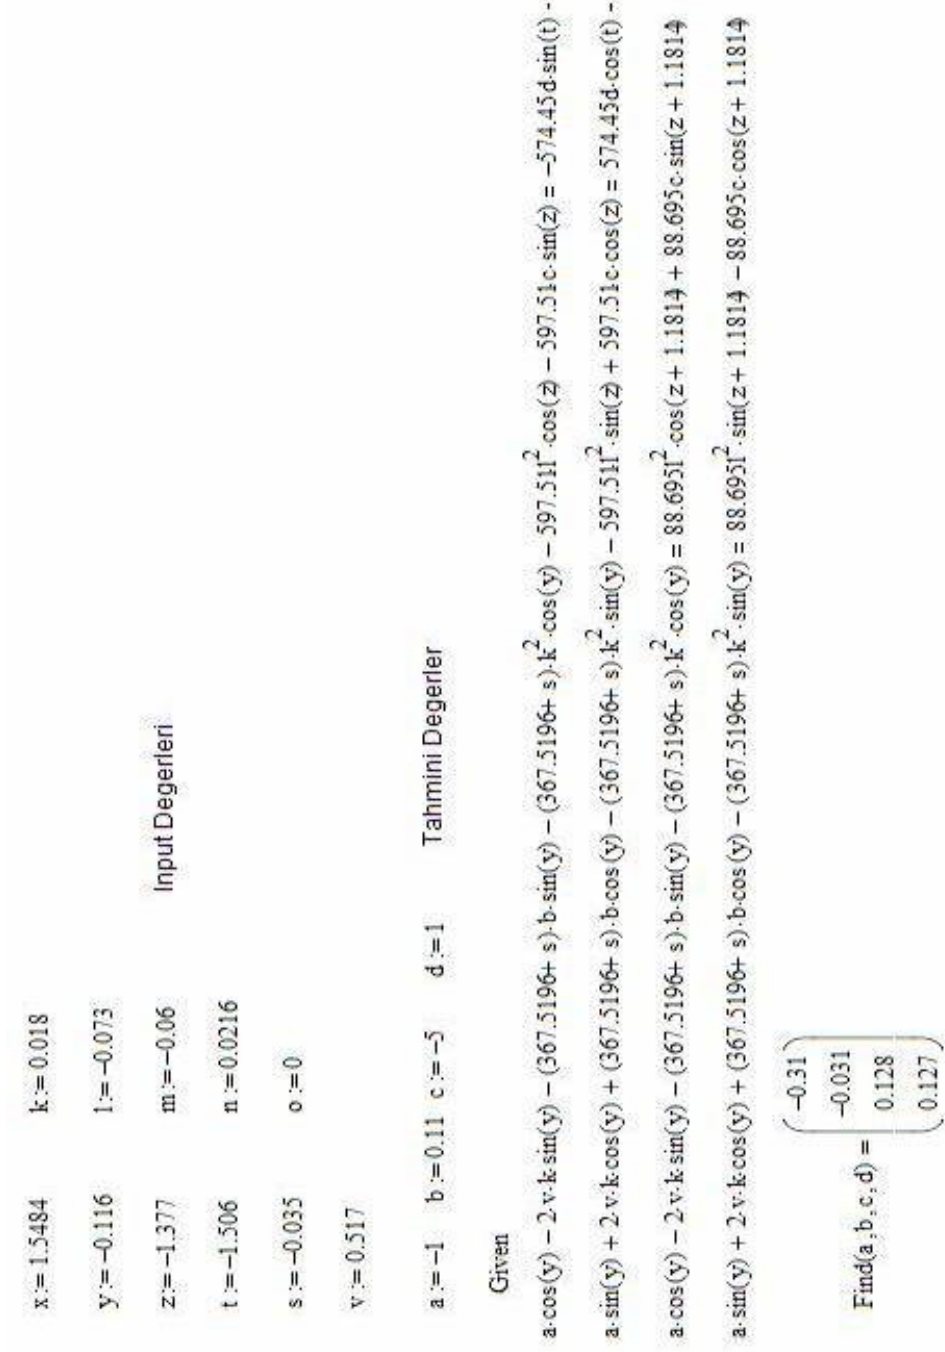 x := 1.5484 k := 0.018
y := −0.116 l := −0.073
z := −1.377 m := −0.06 Input Degerleri
t := −1.506 n := 0.0216
s := −0.035 o := 0
v := 0.517
a := −1 b := 0.11 c := −5 d := 1 Tahmini Degerler
Given
a·cos(y) − 2·v·k·sin(y) − (367.5196+ s)·b·sin(y) − (367.5196+ s)·k²·cos(y) − 597.51l²·cos(z) − 597.51c·sin(z) = −574.45d·sin(t) −
a·sin(y) + 2·v·k·cos(y) + (367.5196+ s)·b·cos(y) − (367.5196+ s)·k²·sin(y) − 597.51l²·sin(z) + 597.51c·cos(z) = 574.45d·cos(t) −
a·cos(y) − 2·v·k·sin(y) − (367.5196+ s)·b·sin(y) − (367.5196+ s)·k²·cos(y) = 88.695l²·cos(z + 1.1814) + 88.695c·sin(z + 1.1814)
a·sin(y) + 2·v·k·cos(y) + (367.5196+ s)·b·cos(y) − (367.5196+ s)·k²·sin(y) = 88.695l²·sin(z + 1.1814) − 88.695c·cos(z + 1.1814)
Find(a,b,c,d) =
−0.31
−0.031
0.128
0.127